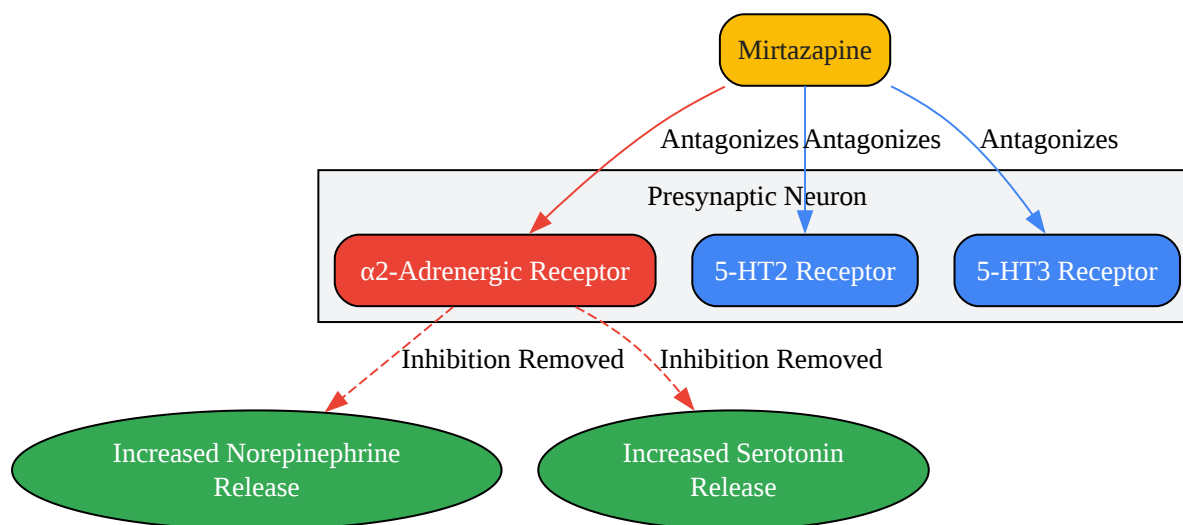 Mirtazapine
Antagonizes Antagonizes Antagonizes
Presynaptic Neuron
α2-Adrenergic Receptor 5-HT2 Receptor 5-HT3 Receptor
Inhibition Removed Inhibition Removed
Increased Norepinephrine
Release
Increased Serotonin
Release